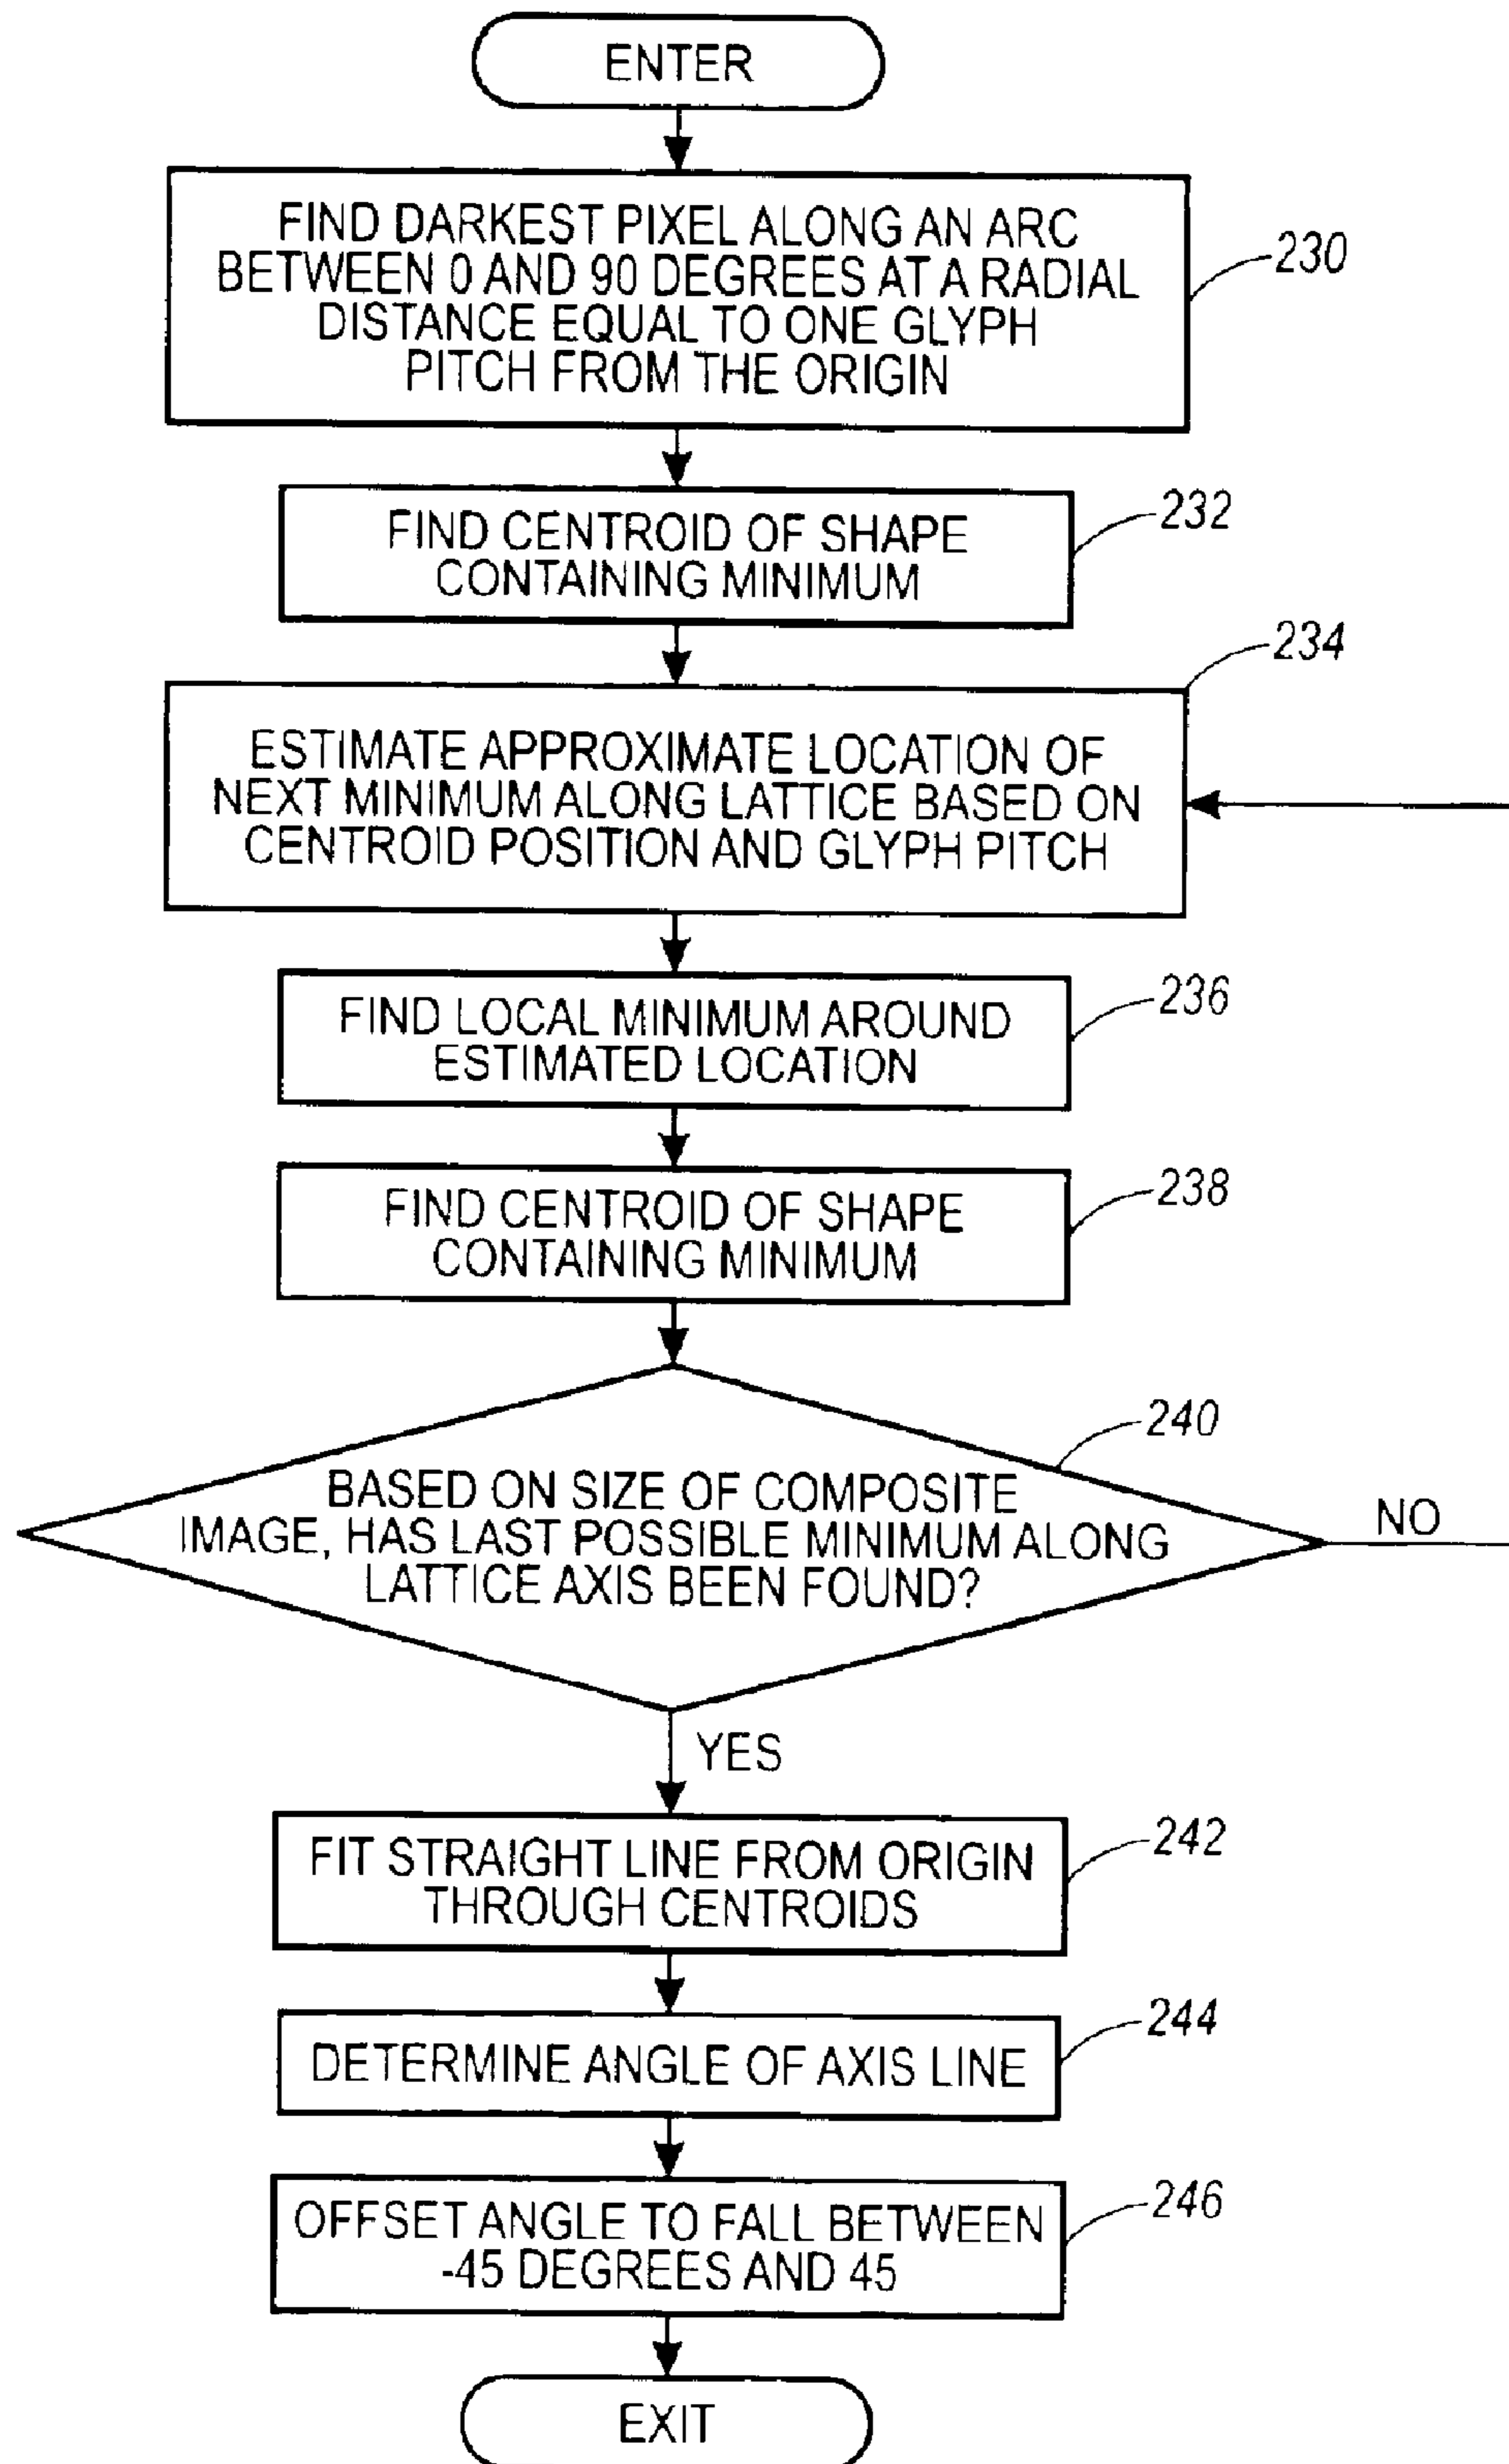 ENTER
FIND DARKEST PIXEL ALONG AN ARC
BETWEEN 0 AND 90 DEGREES AT A RADIAL
DISTANCE EQUAL TO ONE GLYPH
PITCH FROM THE ORIGIN
230
FIND CENTROID OF SHAPE
CONTAINING MINIMUM
232
234
ESTIMATE APPROXIMATE LOCATION OF
NEXT MINIMUM ALONG LATTICE BASED ON
CENTROID POSITION AND GLYPH PITCH
FIND LOCAL MINIMUM AROUND
ESTIMATED LOCATION
236
FIND CENTROID OF SHAPE
CONTAINING MINIMUM
238
240
BASED ON SIZE OF COMPOSITE
IMAGE, HAS LAST POSSIBLE MINIMUM ALONG
LATTICE AXIS BEEN FOUND?
NO
YES
FIT STRAIGHT LINE FROM ORIGIN
THROUGH CENTROIDS
242
DETERMINE ANGLE OF AXIS LINE
244
OFFSET ANGLE TO FALL BETWEEN
-45 DEGREES AND 45
246
EXIT